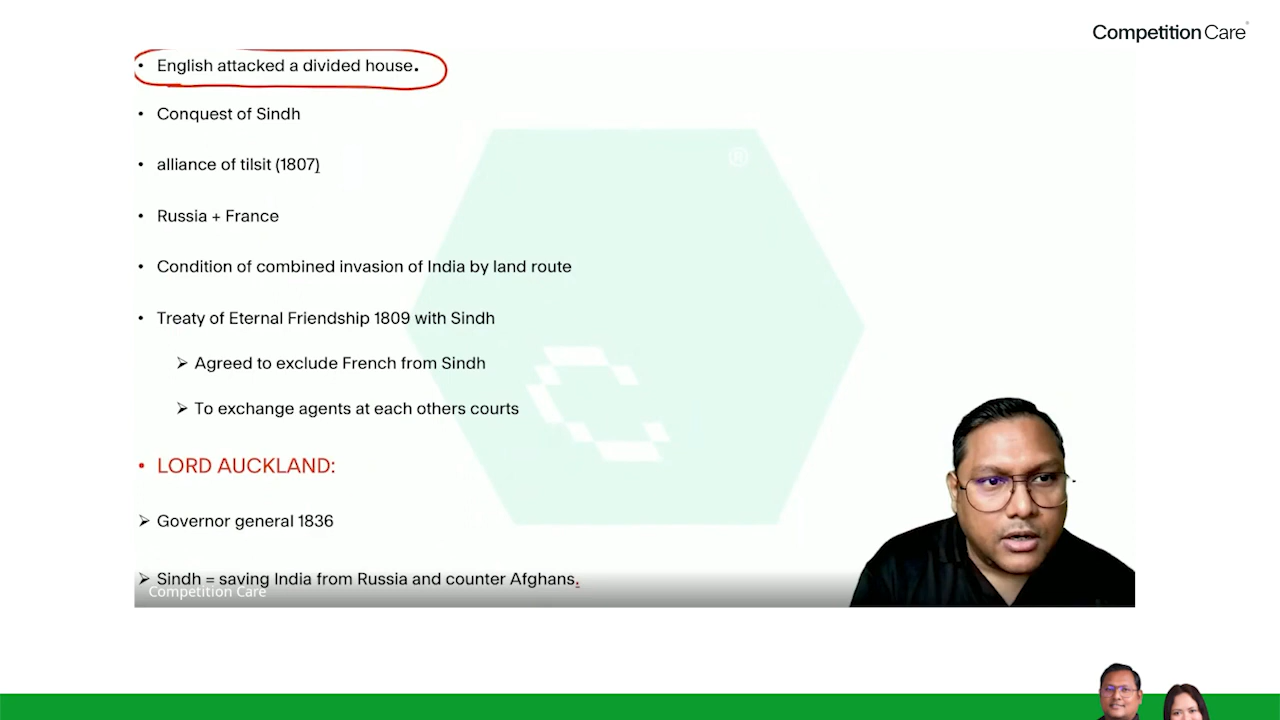 Competition Care
• English attacked a divided house.
• Conquest of Sindh
• alliance of tilsit (1807)
• Russia + France
• Condition of combined invasion of India by land route
• Treaty of Eternal Friendship 1809 with Sindh
➢ Agreed to exclude French from Sindh
➢ To exchange agents at each others courts
• LORD AUCKLAND:
➢ Governor general 1836
➢ Sindh = saving India from Russia and counter Afghans.
Competition Care